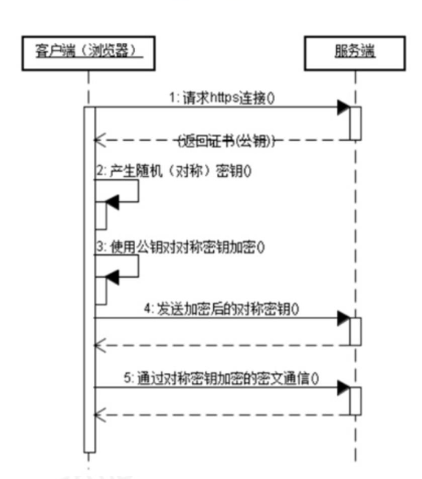 客户端（浏览器）
服务端
1: 请求https连接()
(返回证书(公钥))
2: 产生随机（对称）密钥()
3: 使用公钥对对称密钥加密()
4: 发送加密后的对称密钥()
5: 通过对称密钥加密的密文通信()